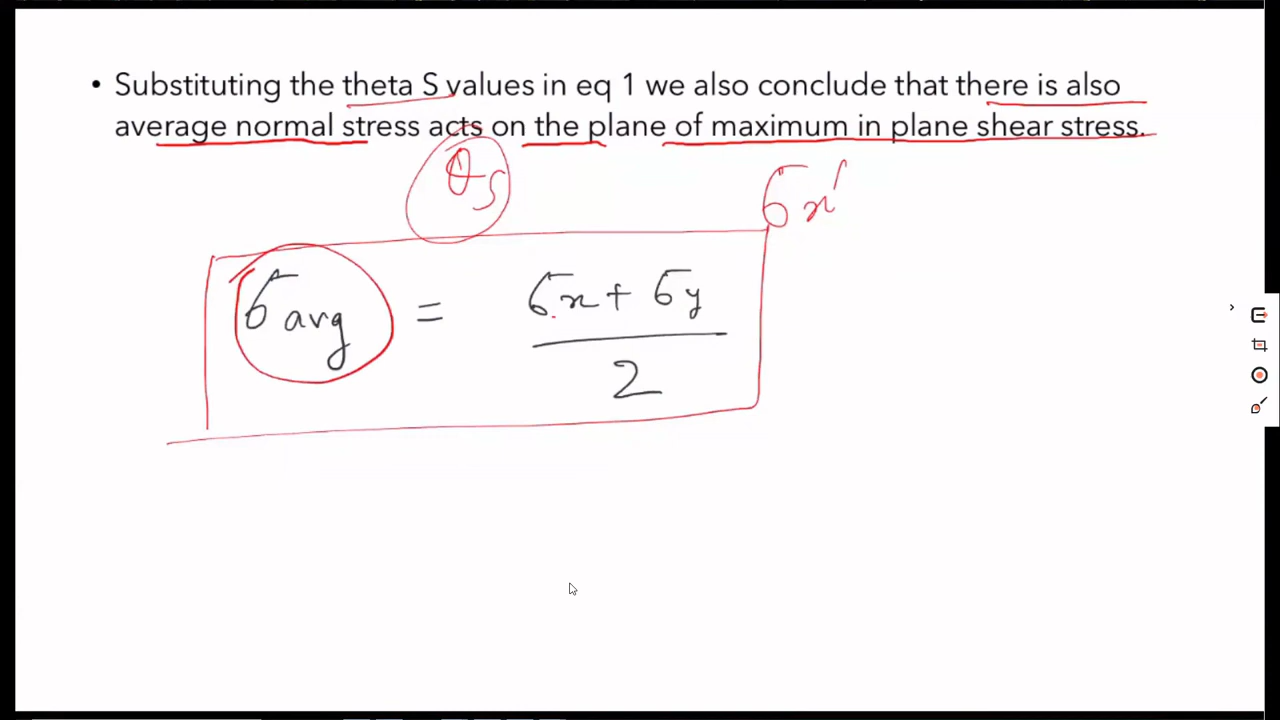 • Substituting the theta S values in eq 1 we also conclude that there is also
average normal stress acts on the plane of maximum in plane shear stress.
θs
σx'
σavg = σx + σy
2